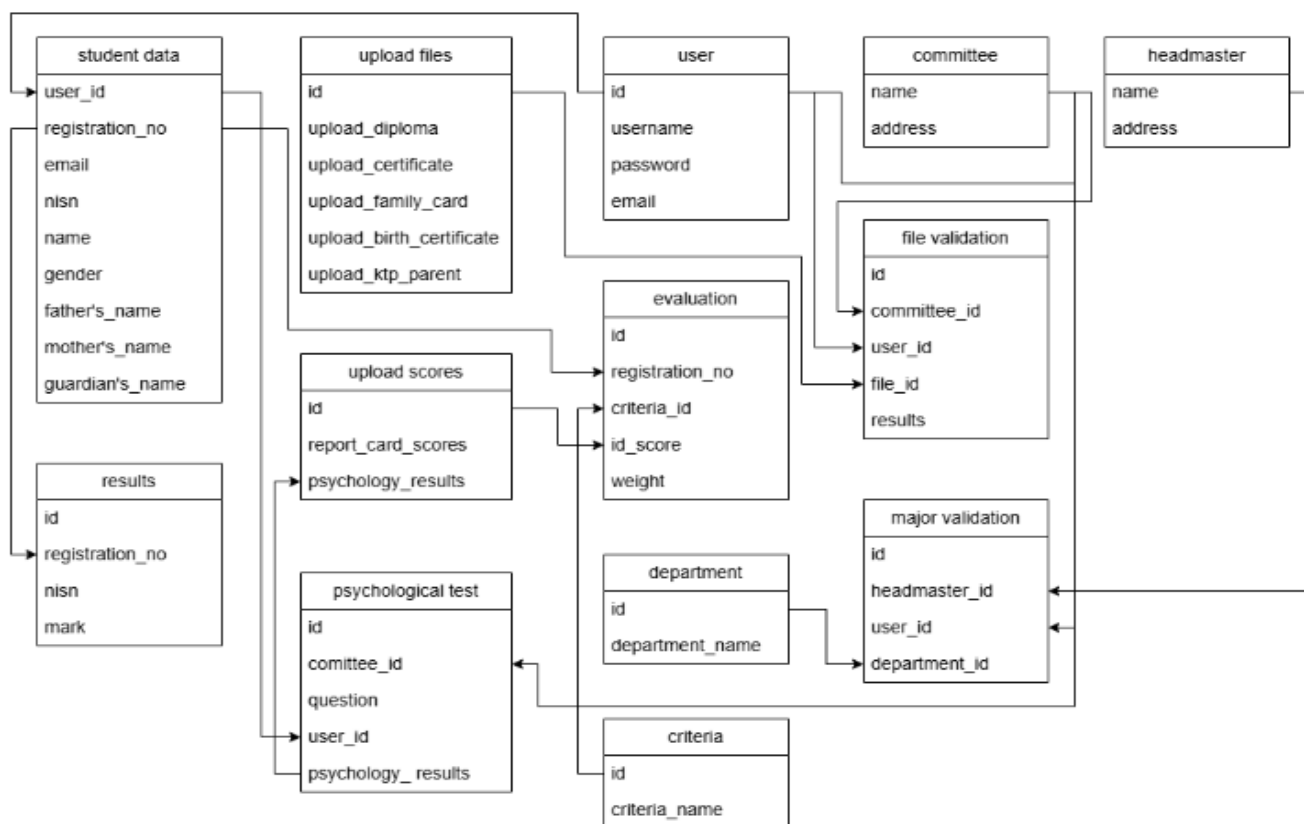 student data
user_id
registration_no
email
nisn
name
gender
father's_name
mother's_name
guardian's_name
upload files
id
upload_diploma
upload_certificate
upload_family_card
upload_birth_certificate
upload_ktp_parent
user
id
username
password
email
committee
name
address
headmaster
name
address
file validation
id
committee_id
user_id
file_id
results
evaluation
id
registration_no
criteria_id
id_score
weight
upload scores
id
report_card_scores
psychology_results
results
id
registration_no
nisn
mark
psychological test
id
comittee_id
question
user_id
psychology_ results
department
id
department_name
major validation
id
headmaster_id
user_id
department_id
criteria
id
criteria_name